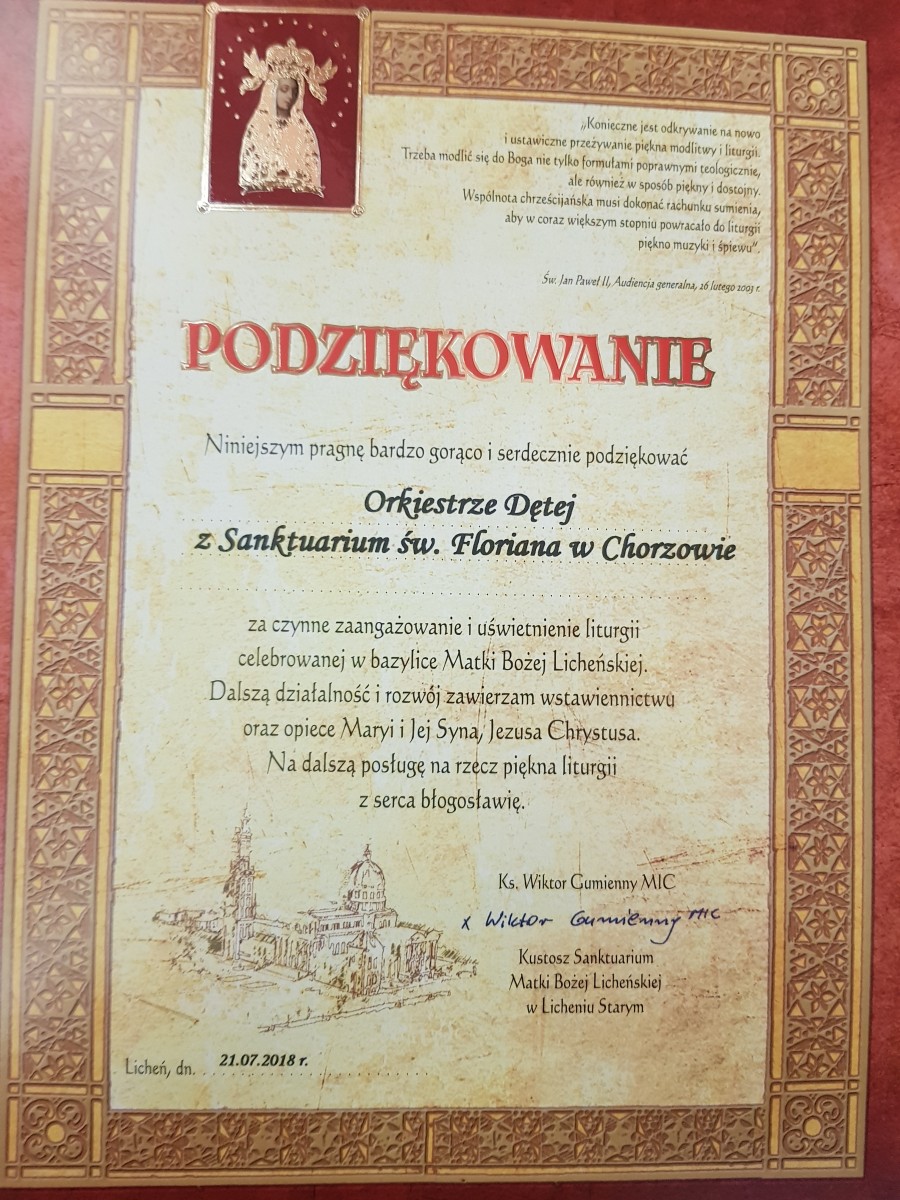 „Konieczne jest odkrywanie na nowo
i ustawiczne przeżywanie piękna modlitwy i liturgii.
Trzeba modlić się do Boga nie tylko formułami poprawnymi teologicznie,
ale również w sposób piękny i dostojny.
Wspólnota chrześcijańska musi dokonać rachunku sumienia,
aby w coraz większym stopniu powracało do liturgii
piękno muzyki i śpiewu”.
Św. Jan Paweł II, Audiencja generalna, 26 lutego 2003 r.
PODZIĘKOWANIE
Niniejszym pragnę bardzo gorąco i serdecznie podziękować
Orkiestrze Dętej
z Sanktuarium św. Floriana w Chorzowie
za czynne zaangażowanie i uświetnienie liturgii
celebrowanej w bazylice Matki Bożej Licheńskiej.
Dalszą działalność i rozwój zawierzam wstawiennictwu
oraz opiece Maryi i Jej Syna, Jezusa Chrystusa.
Na dalszą posługę na rzecz piękna liturgii
z serca błogosławię.
Ks. Wiktor Gumienny MIC
x Wiktor Gumienny MIC
Kustosz Sanktuarium
Matki Bożej Licheńskiej
w Licheniu Starym
Licheń, dn. 21.07.2018 r.